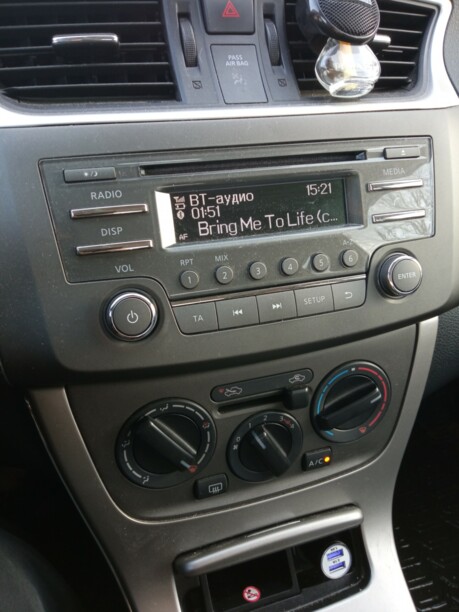 PASS
AIR BAG
RADIO
MEDIA
DISP
VOL
BT-аудио 15:21
01:51
AF Bring Me To Life (c...
RPT MIX
1 2 3 4 5 6
ENTER
TA SETUP
A/C